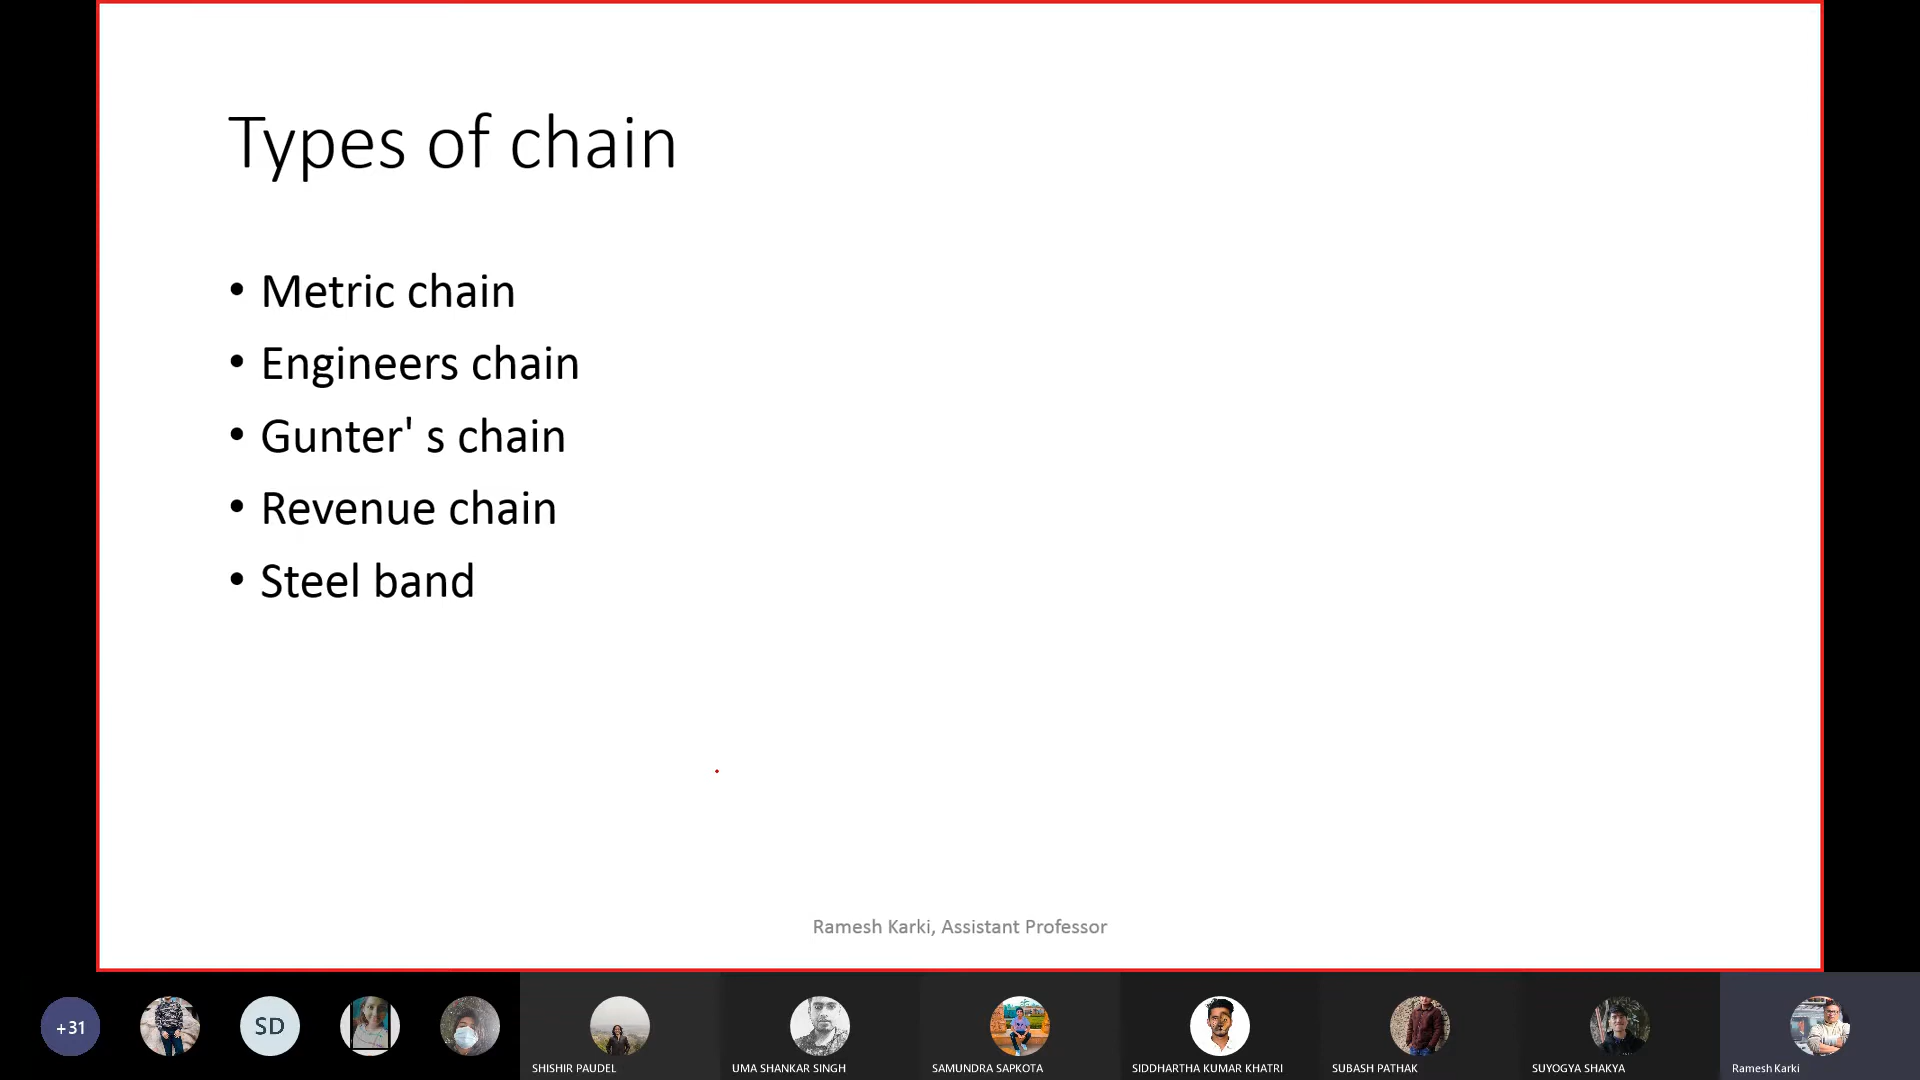 Types of chain
• Metric chain
• Engineers chain
• Gunter' s chain
• Revenue chain
• Steel band
Ramesh Karki, Assistant Professor
+31
SD
SHISHIR PAUDEL
UMA SHANKAR SINGH
SAMUNDRA SAPKOTA
SIDDHARTHA KUMAR KHATRI
SUBASH PATHAK
SUYOGYA SHAKYA
Ramesh Karki